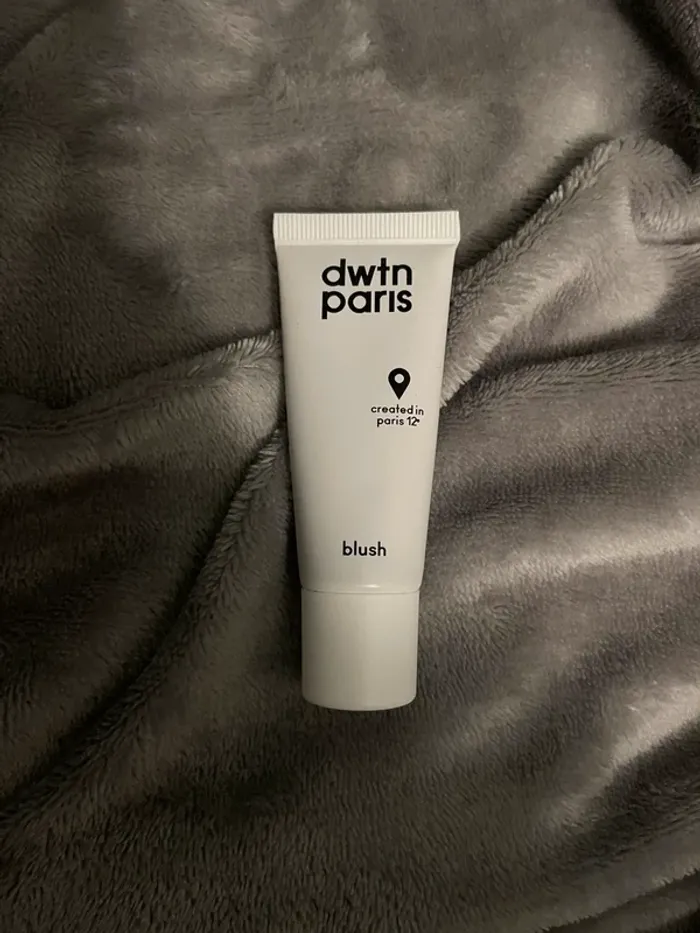 dwtn
paris
created in
paris 12e
blush